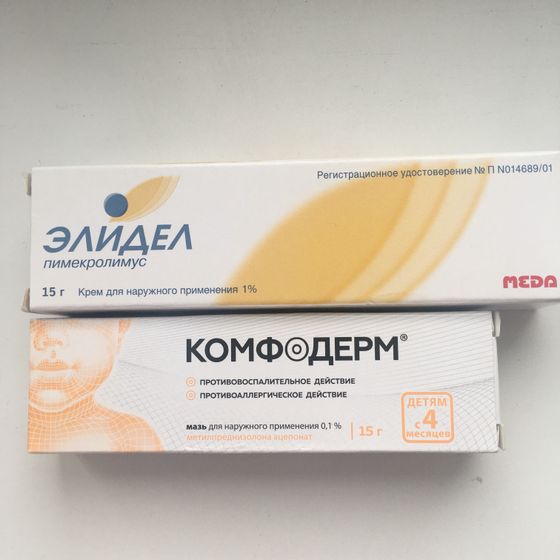 Регистрационное удостоверение № П N014689/01
ЭЛИДЕЛ
пимекролимус
15 г Крем для наружного применения 1%
MEDA
КОМФОДЕРМ®
ПРОТИВОВОСПАЛИТЕЛЬНОЕ ДЕЙСТВИЕ
ПРОТИВОАЛЛЕРГИЧЕСКОЕ ДЕЙСТВИЕ
мазь для наружного применения 0,1 %
метилпреднизолона ацепонат
15 г
ДЕТЯМ
с 4
месяцев